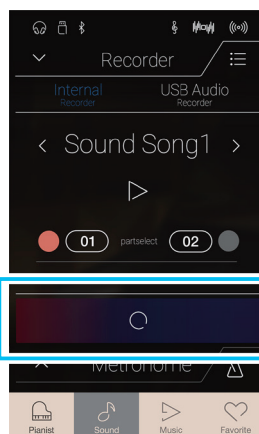 Recorder
Internal USB Audio
Recorder Recorder
Sound Song1
01 partselect 02
Metronome
Pianist Sound Music Favorite